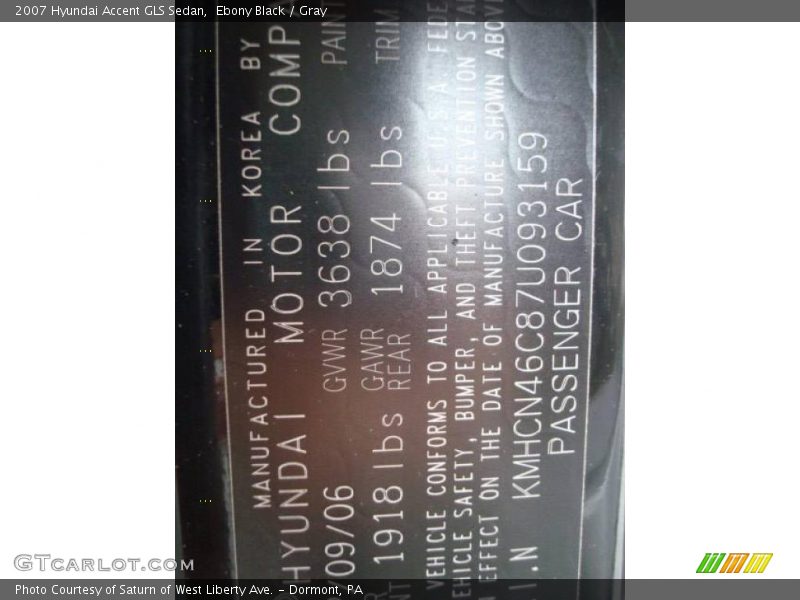 2007 Hyundai Accent GLS Sedan, Ebony Black / Gray
MANUFACTURED IN KOREA BY
HYUNDAI MOTOR COMP
/09/06 GVWR 3638 lbs PAINT
1918 lbs GAWR REAR 1874 lbs TRIM
VEHICLE CONFORMS TO ALL APPLICABLE U.S.A FEDE
EHICLE SAFETY, BUMPER, AND THEFT PREVENTION STA
EFFECT ON THE DATE OF MANUFACTURE SHOWN ABOV
I.N KMHCN46C87U093159
PASSENGER CAR
GTCarLot.com
Photo Courtesy of Saturn of West Liberty Ave. - Dormont, PA